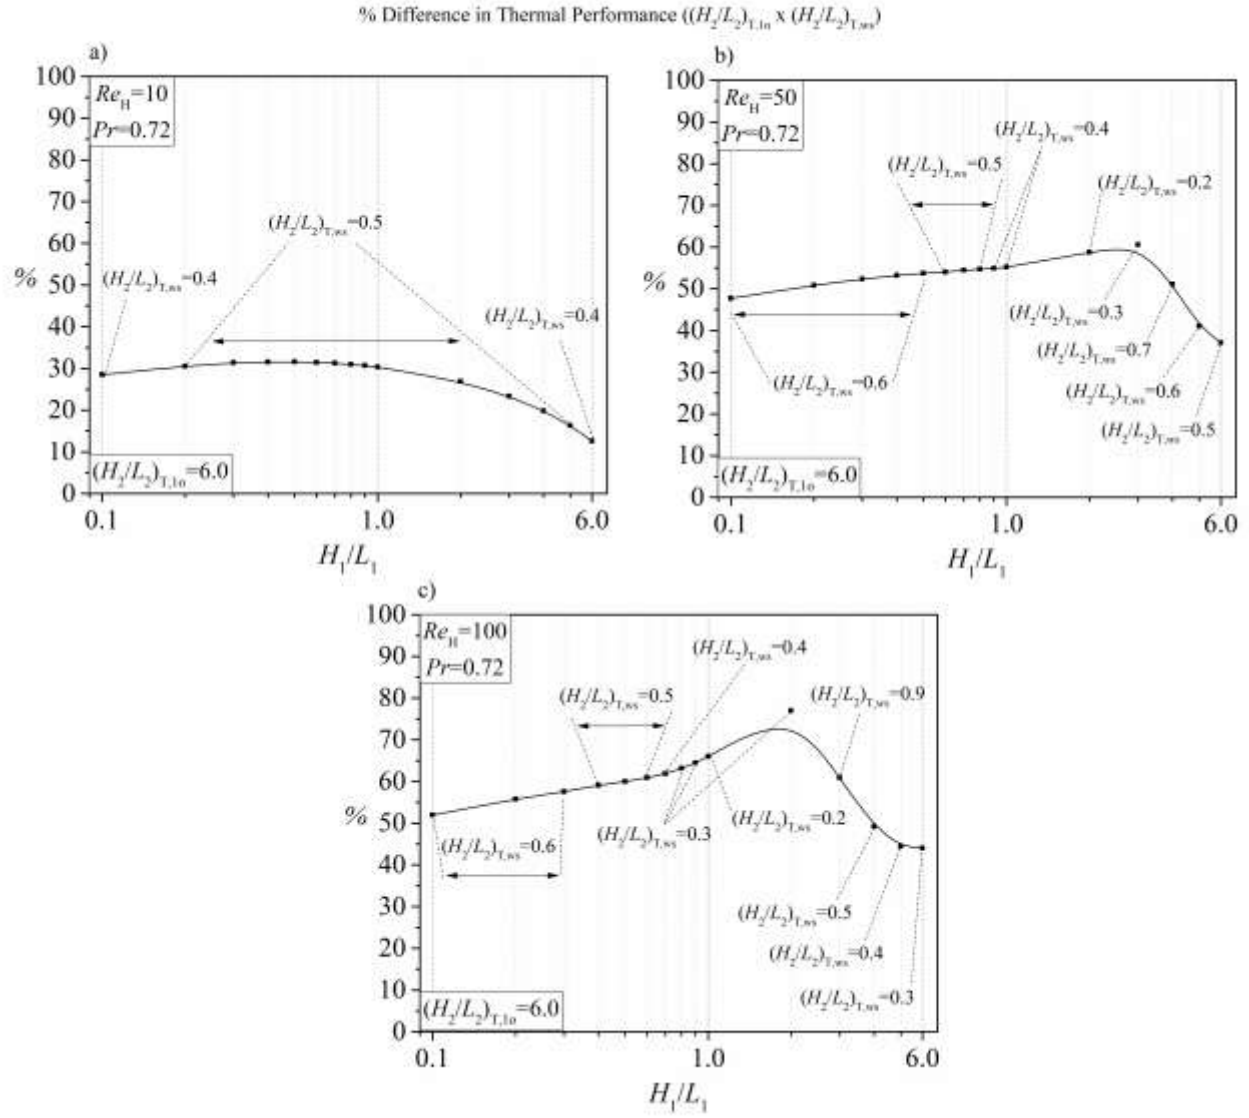 % Difference in Thermal Performance ((H₂/L₂)T,1o x (H₂/L₂)T,ws)
a)
100
90
80
70
60
50
40
30
20
10
0
%
Re_H=10
Pr=0.72
(H₂/L₂)T,ws=0.5
(H₂/L₂)T,ws=0.4
(H₂/L₂)T,ws=0.4
(H₂/L₂)T,1o=6.0
0.1 1.0 6.0
H₁/L₁
b)
100
90
80
70
60
50
40
30
20
10
0
%
Re_H=50
Pr=0.72
(H₂/L₂)T,ws=0.4
(H₂/L₂)T,ws=0.5
(H₂/L₂)T,ws=0.2
(H₂/L₂)T,ws=0.3
(H₂/L₂)T,ws=0.7
(H₂/L₂)T,ws=0.6
(H₂/L₂)T,ws=0.6
(H₂/L₂)T,ws=0.5
(H₂/L₂)T,1o=6.0
0.1 1.0 6.0
H₁/L₁
c)
100
90
80
70
60
50
40
30
20
10
0
%
Re_H=100
Pr=0.72
(H₂/L₂)T,ws=0.4
(H₂/L₂)T,ws=0.5
(H₂/L₂)T,ws=0.9
(H₂/L₂)T,ws=0.2
(H₂/L₂)T,ws=0.3
(H₂/L₂)T,ws=0.6
(H₂/L₂)T,ws=0.5
(H₂/L₂)T,ws=0.4
(H₂/L₂)T,ws=0.3
(H₂/L₂)T,1o=6.0
0.1 1.0 6.0
H₁/L₁